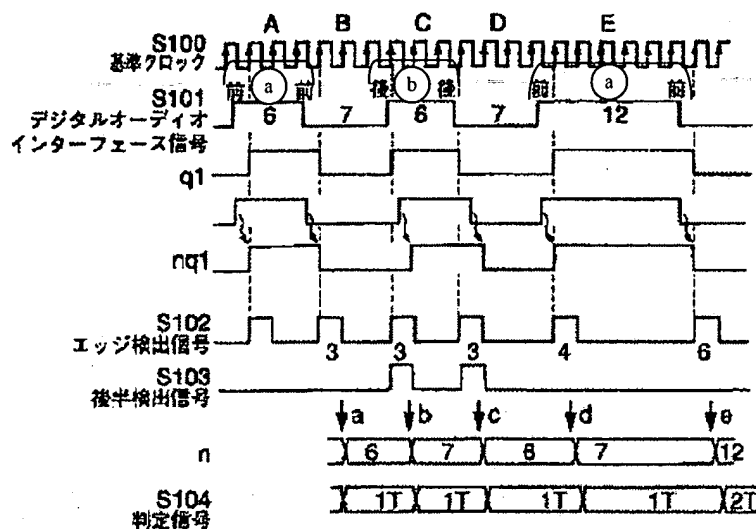 A B C D E
S100
基準クロック
前 a 前 後 b 後 前 a 前
S101
デジタルオーディオ
インターフェース信号
6 7 6 7 12
q1
nq1
S102
エッジ検出信号
3 3 3 4 6
S103
後半検出信号
a b c d e
n 6 7 6 7 12
S104
判定信号
1T 1T 1T 1T 2T